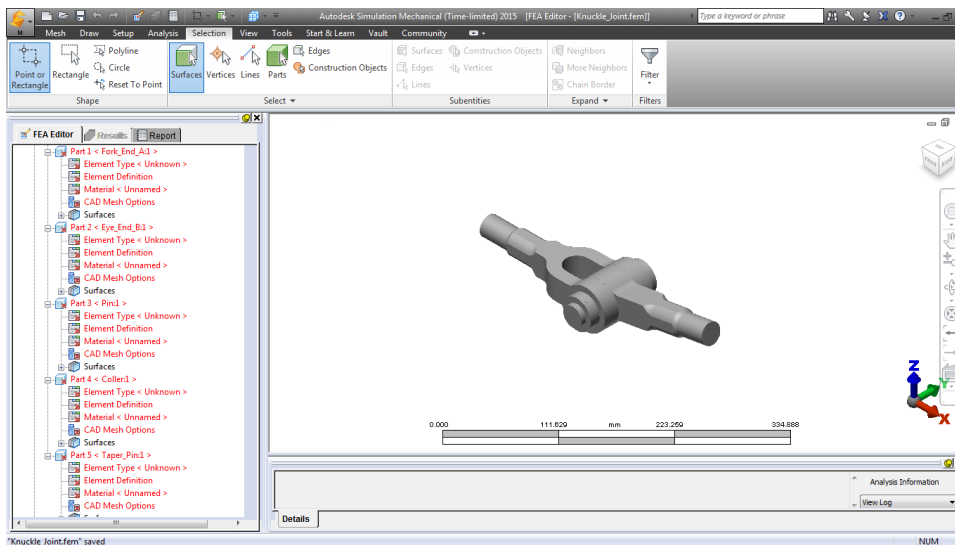 Autodesk Simulation Mechanical (Time-limited) 2015 [FEA Editor - [Knuckle_Joint.fem]]
Type a keyword or phrase
M Mesh Draw Setup Analysis Selection View Tools Start & Learn Vault Community
Point or Rectangle
Rectangle
Polyline
Circle
Reset To Point
Shape
Surfaces
Vertices
Lines
Parts
Edges
Construction Objects
Select
Surfaces
Construction Objects
Edges
Vertices
Lines
Subentities
Neighbors
More Neighbors
Chain Border
Expand
Filter
Filters
FEA Editor
Results
Report
Part 1 < Fork_End_A:1 >
Element Type < Unknown >
Element Definition
Material < Unnamed >
CAD Mesh Options
Surfaces
Part 2 < Eye_End_B:1 >
Element Type < Unknown >
Element Definition
Material < Unnamed >
CAD Mesh Options
Surfaces
Part 3 < Pin:1 >
Element Type < Unknown >
Element Definition
Material < Unnamed >
CAD Mesh Options
Surfaces
Part 4 < Coller:1 >
Element Type < Unknown >
Element Definition
Material < Unnamed >
CAD Mesh Options
Surfaces
Part 5 < Taper_Pin:1 >
Element Type < Unknown >
Element Definition
Material < Unnamed >
CAD Mesh Options
Z
Y
X
0.000 111.629 mm 223.259 334.888
Analysis Information
View Log
Details
"Knuckle Joint.fem" saved
NUM